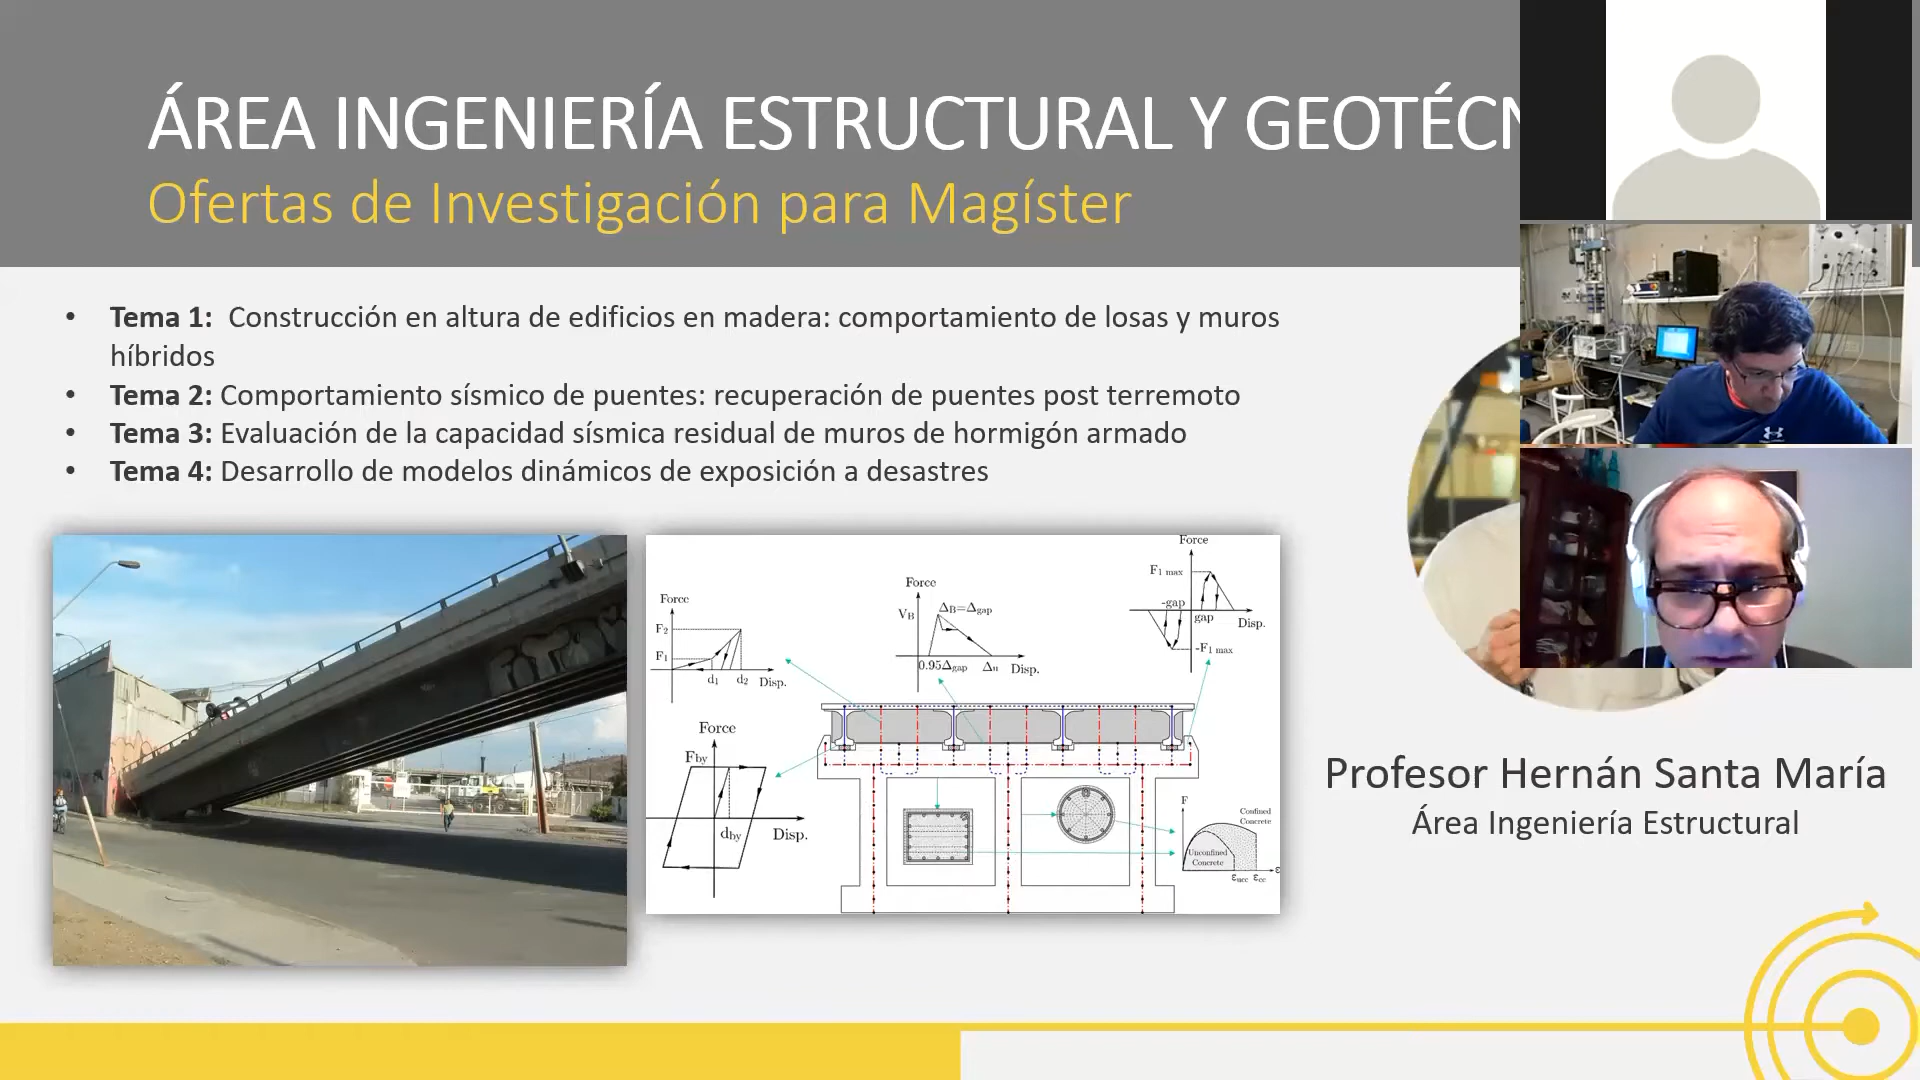 ÁREA INGENIERÍA ESTRUCTURAL Y
Ofertas de Investigación para Magíster
• Tema 1: Construcción en altura de edificios en madera: comportamiento de losas y muros
híbridos
• Tema 2: Comportamiento sísmico de puentes: recuperación de puentes post terremoto
• Tema 3: Evaluación de la capacidad sísmica residual de muros de hormigón armado
• Tema 4: Desarrollo de modelos dinámicos de exposición a desastres
Force
F2
F1
d1 d2 Disp.
Force
VB
ΔB=Δgap
0.95Δgap Δu Disp.
Force
F1 max
-gap
gap
Disp.
-F1 max
Force
Fby
dby
Disp.
F
Confined
Concrete
Unconfined
Concrete
εucc εcc ε
Profesor Hernán Santa María
Área Ingeniería Estructural